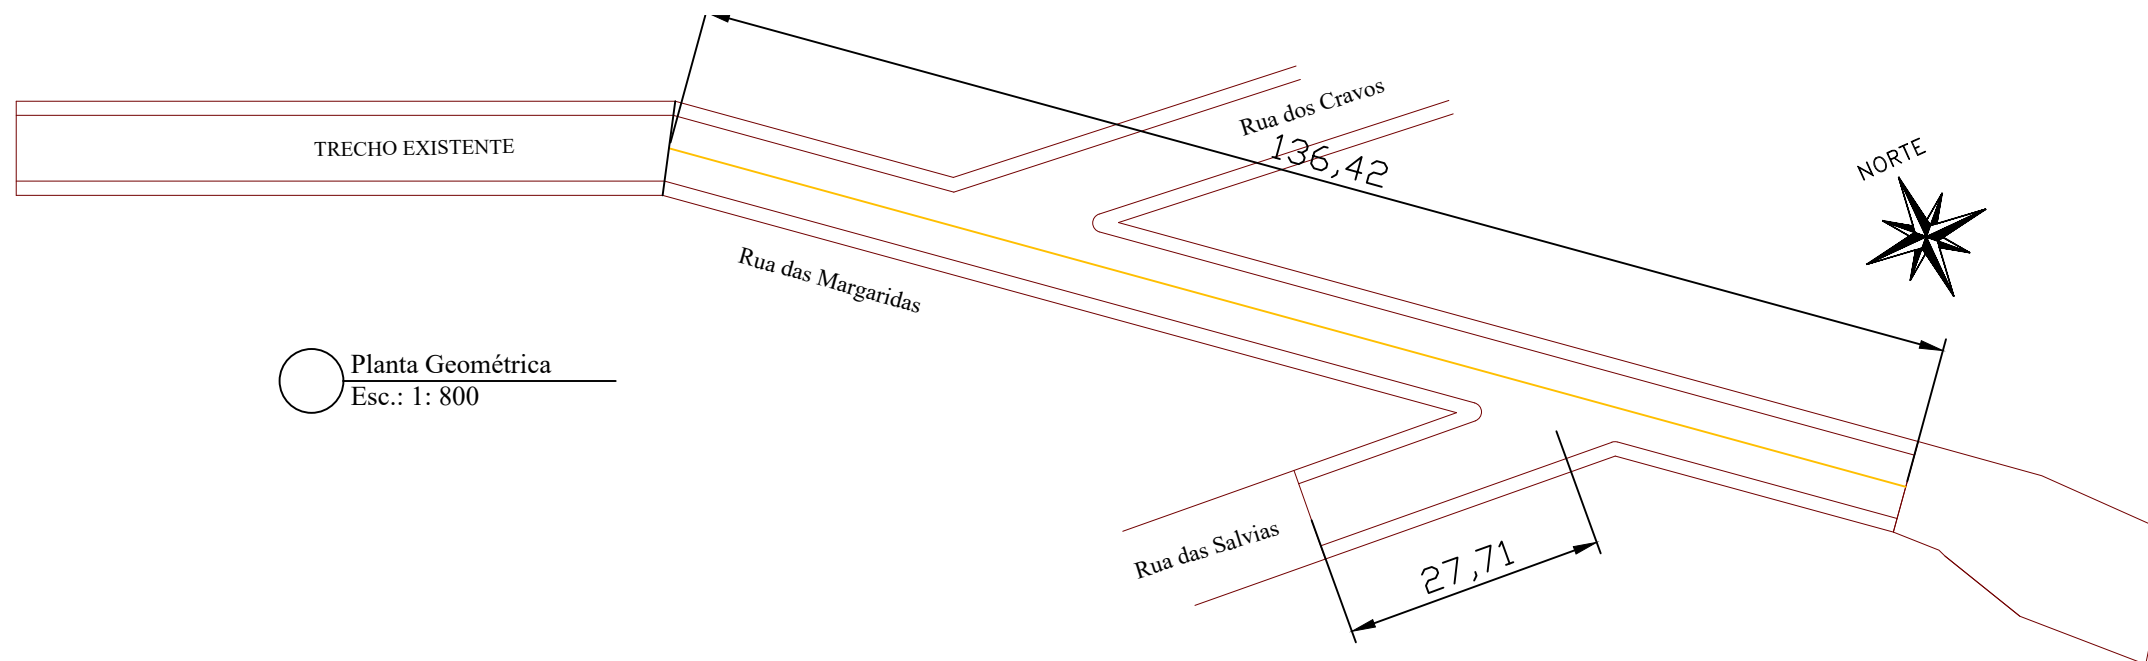 Rua dos Cravos
TRECHO EXISTENTE
136,42
NORTE
Rua das Margaridas
Planta Geométrica
Esc.: 1: 800
Rua das Salvias
27,71